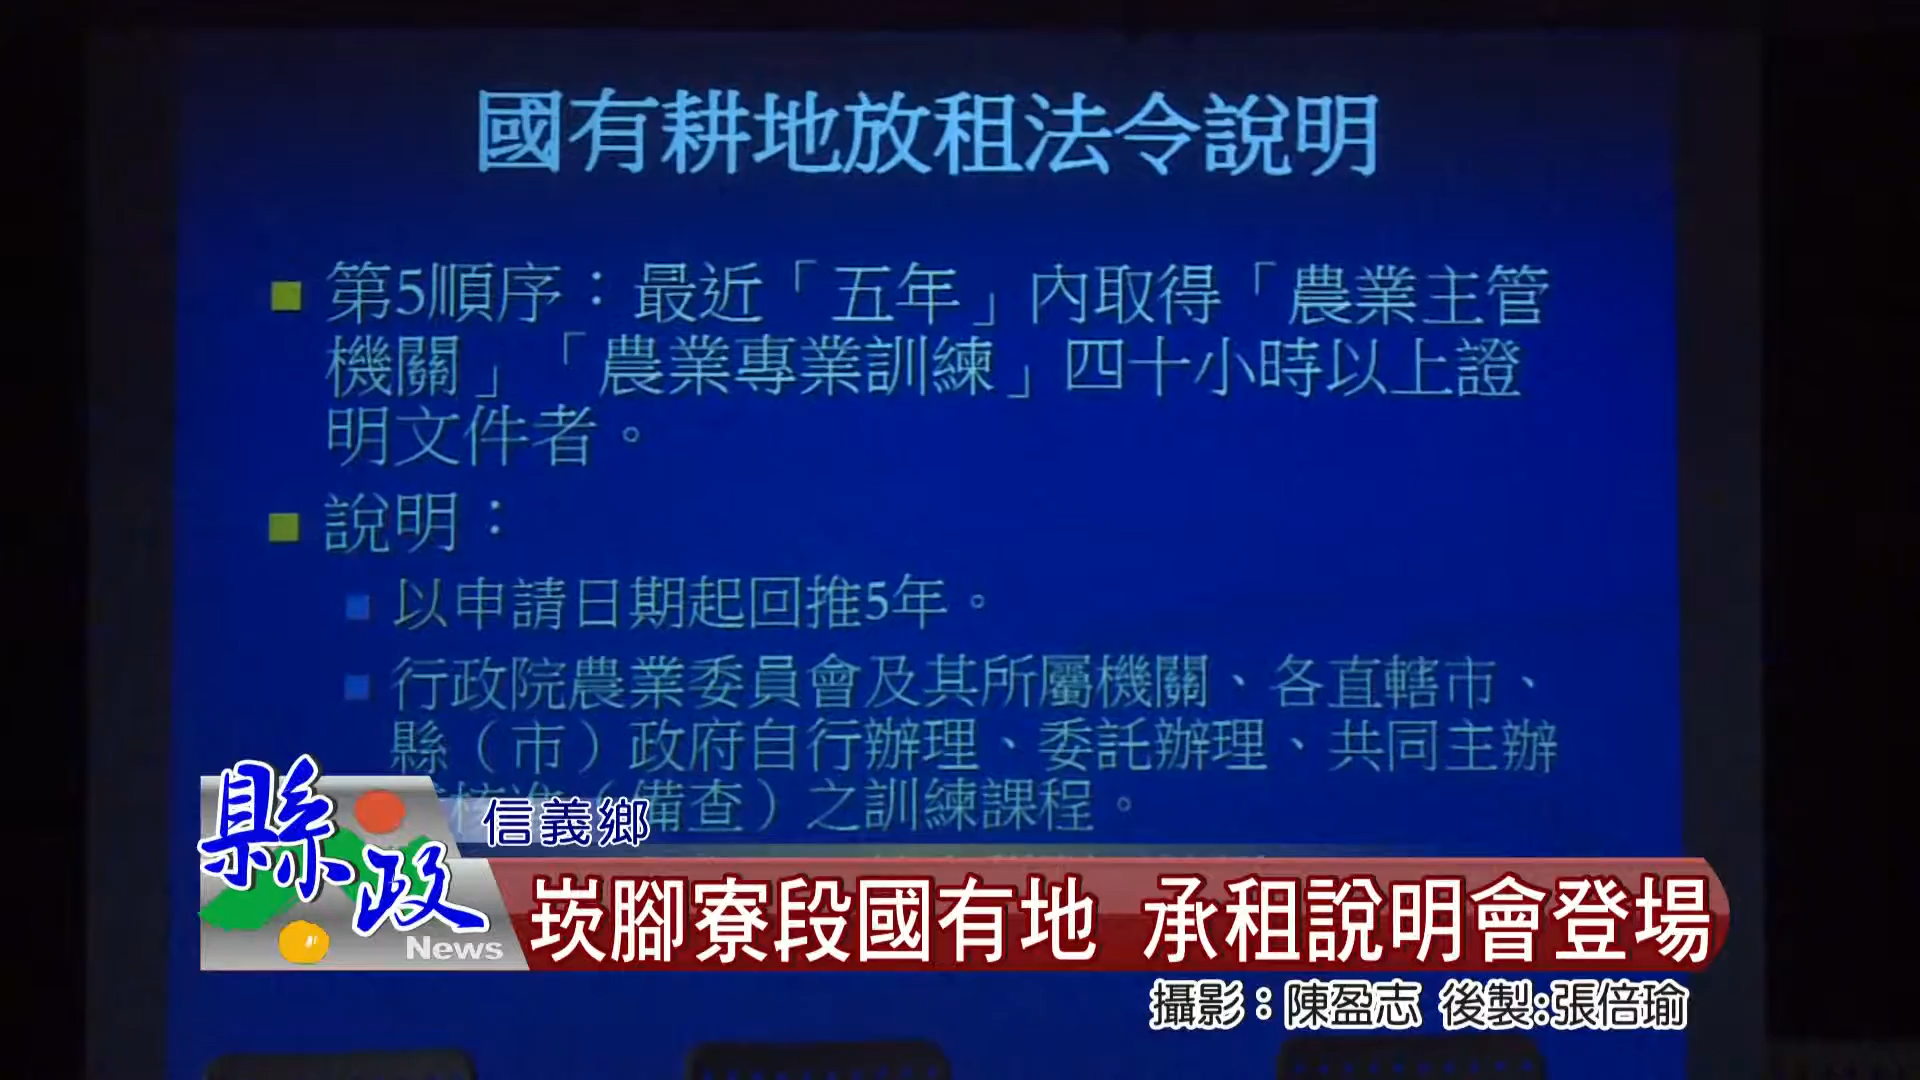 國有耕地放租法令說明
第5順序：最近「五年」內取得「農業主管
機關」「農業專業訓練」四十小時以上證
明文件者。
說明：
以申請日期起回推5年。
行政院農業委員會及其所屬機關、各直轄市、
縣（市）政府自行辦理、委託辦理、共同主辦
（備查）之訓練課程。
縣政
News
信義鄉
崁腳寮段國有地 承租說明會登場
攝影：陳盈志 後製:張倍瑜